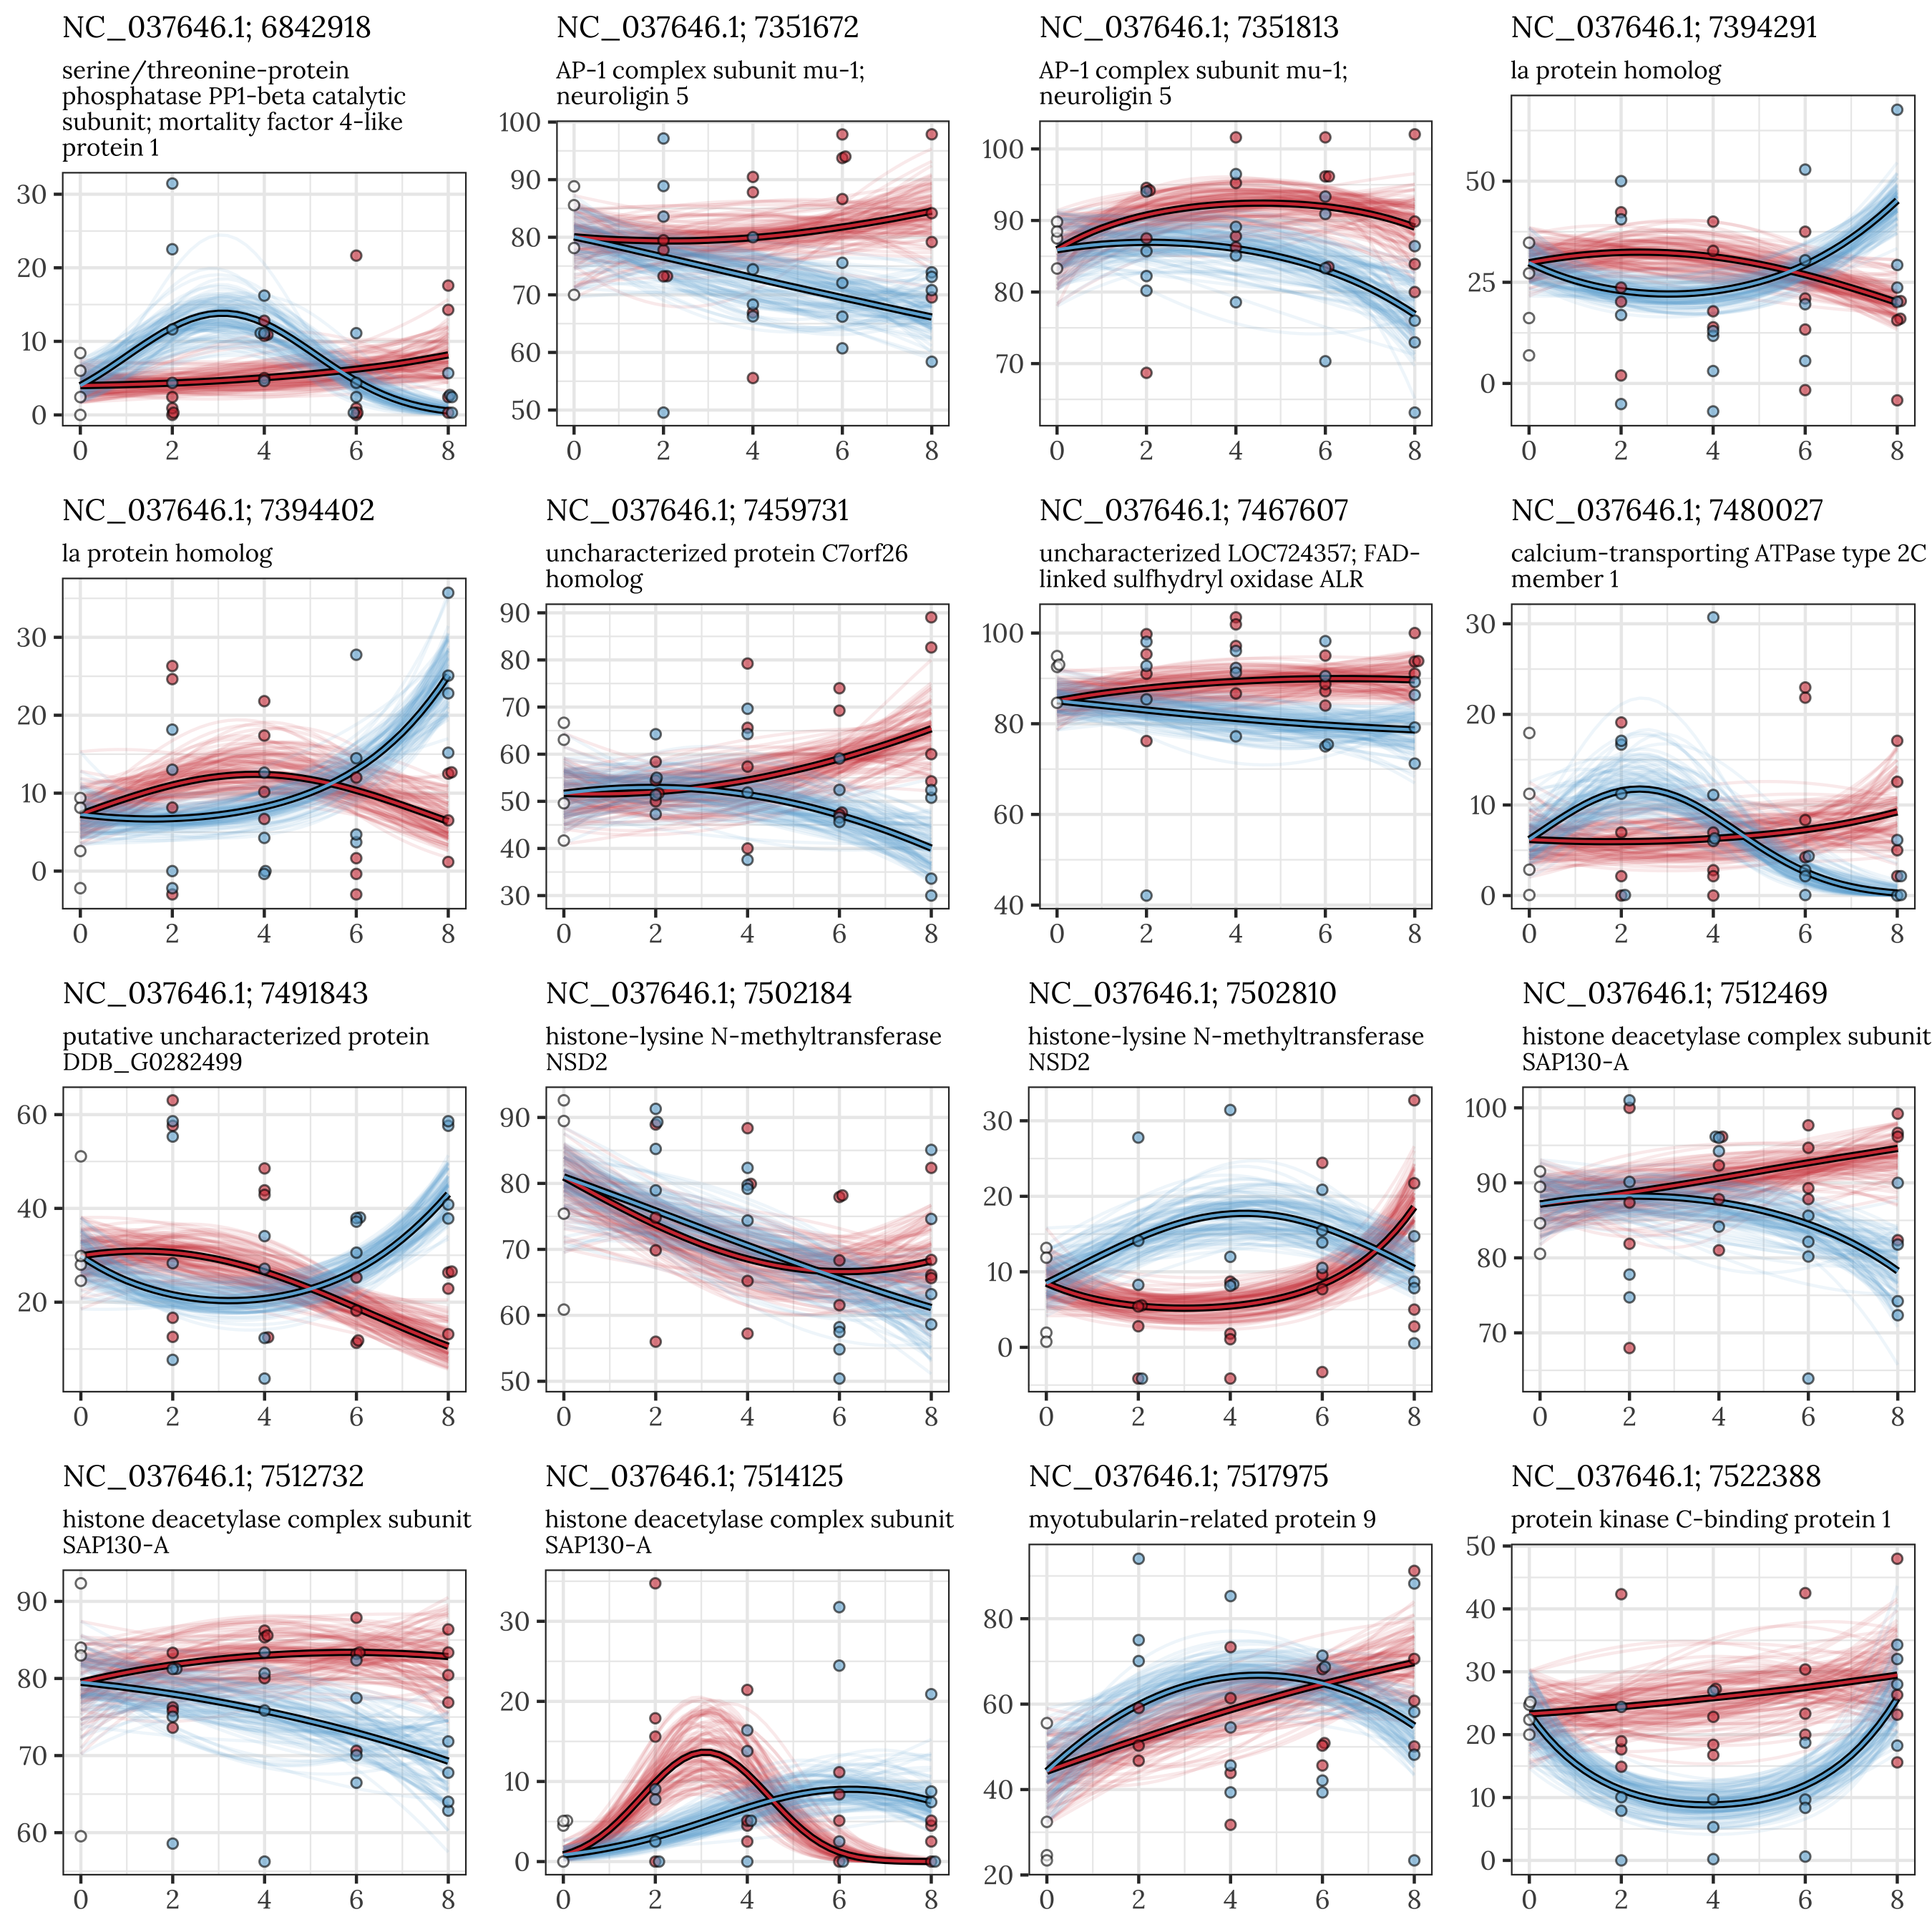 NC_037646.1; 6842918
serine/threonine-protein
phosphatase PP1-beta catalytic
subunit; mortality factor 4-like
protein 1
30
20
10
0
0 2 4 6 8
NC_037646.1; 7351672
AP-1 complex subunit mu-1;
neuroligin 5
100
90
80
70
60
50
0 2 4 6 8
NC_037646.1; 7351813
AP-1 complex subunit mu-1;
neuroligin 5
100
90
80
70
0 2 4 6 8
NC_037646.1; 7394291
la protein homolog
50
25
0
0 2 4 6 8
NC_037646.1; 7394402
la protein homolog
30
20
10
0
0 2 4 6 8
NC_037646.1; 7459731
uncharacterized protein C7orf26
homolog
90
80
70
60
50
40
30
0 2 4 6 8
NC_037646.1; 7467607
uncharacterized LOC724357; FAD-
linked sulfhydryl oxidase ALR
100
80
60
40
0 2 4 6 8
NC_037646.1; 7480027
calcium-transporting ATPase type 2C
member 1
30
20
10
0
0 2 4 6 8
NC_037646.1; 7491843
putative uncharacterized protein
DDB_G0282499
60
40
20
0 2 4 6 8
NC_037646.1; 7502184
histone-lysine N-methyltransferase
NSD2
90
80
70
60
50
0 2 4 6 8
NC_037646.1; 7502810
histone-lysine N-methyltransferase
NSD2
30
20
10
0
0 2 4 6 8
NC_037646.1; 7512469
histone deacetylase complex subunit
SAP130-A
100
90
80
70
0 2 4 6 8
NC_037646.1; 7512732
histone deacetylase complex subunit
SAP130-A
90
80
70
60
0 2 4 6 8
NC_037646.1; 7514125
histone deacetylase complex subunit
SAP130-A
30
20
10
0
0 2 4 6 8
NC_037646.1; 7517975
myotubularin-related protein 9
80
60
40
20
0 2 4 6 8
NC_037646.1; 7522388
protein kinase C-binding protein 1
50
40
30
20
10
0
0 2 4 6 8